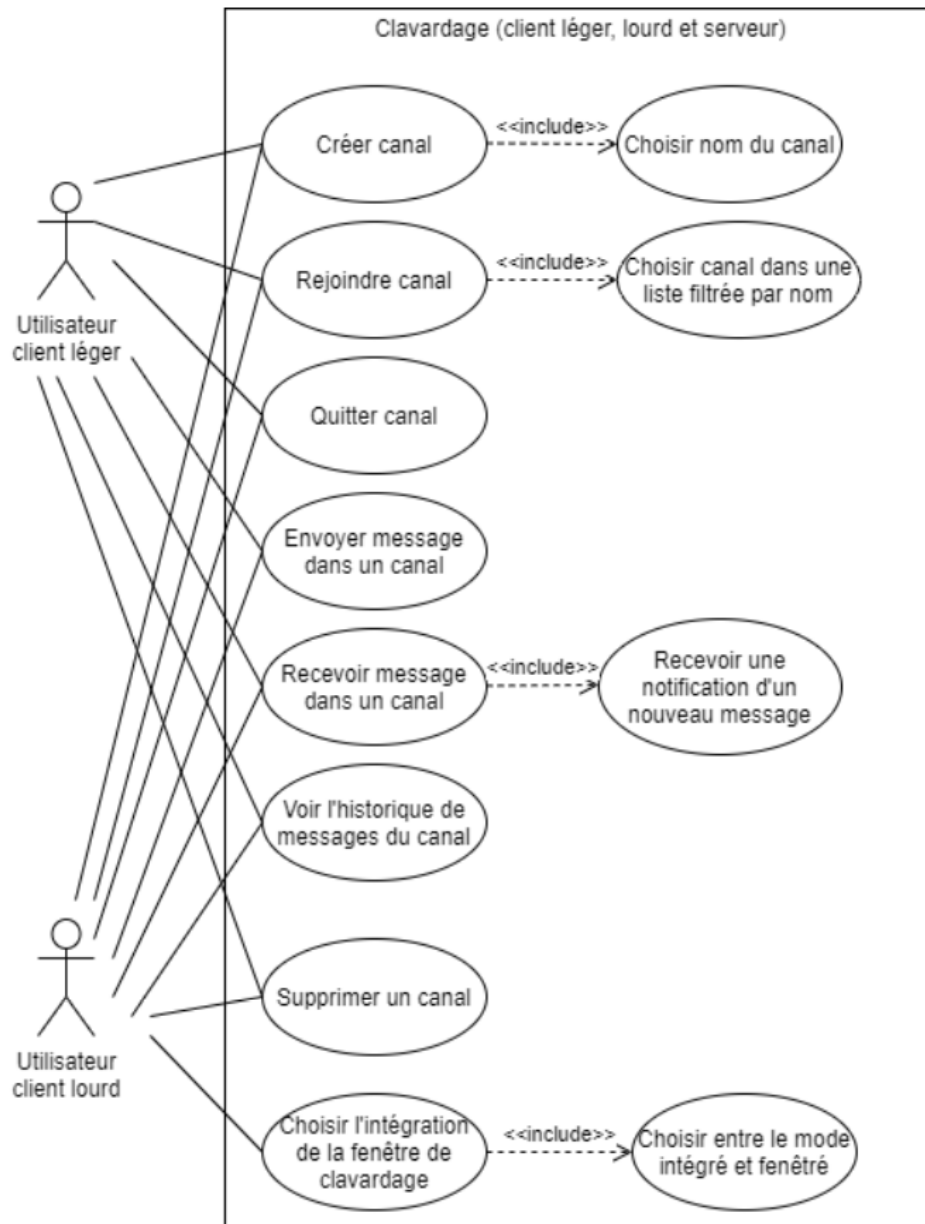 Clavardage (client léger, lourd et serveur)
Créer canal
<<include>>
Choisir nom du canal
Rejoindre canal
<<include>>
Choisir canal dans une
liste filtrée par nom
Utilisateur
client léger
Quitter canal
Envoyer message
dans un canal
Recevoir message
dans un canal
<<include>>
Recevoir une
notification d'un
nouveau message
Voir l'historique de
messages du canal
Supprimer un canal
Utilisateur
client lourd
Choisir l'intégration
de la fenêtre de
clavardage
<<include>>
Choisir entre le mode
intégré et fenêtré